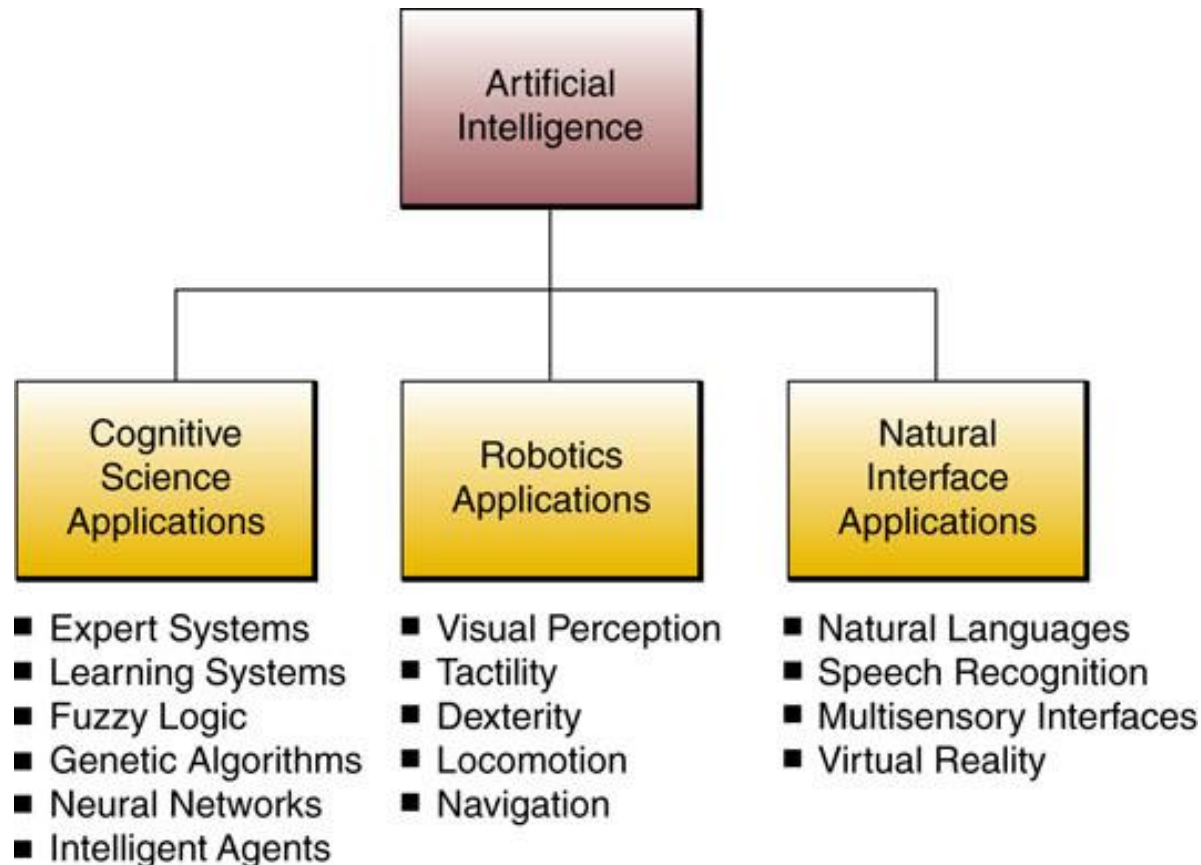 Artificial
Intelligence
Cognitive
Science
Applications
Robotics
Applications
Natural
Interface
Applications
■ Expert Systems
■ Learning Systems
■ Fuzzy Logic
■ Genetic Algorithms
■ Neural Networks
■ Intelligent Agents
■ Visual Perception
■ Tactility
■ Dexterity
■ Locomotion
■ Navigation
■ Natural Languages
■ Speech Recognition
■ Multisensory Interfaces
■ Virtual Reality